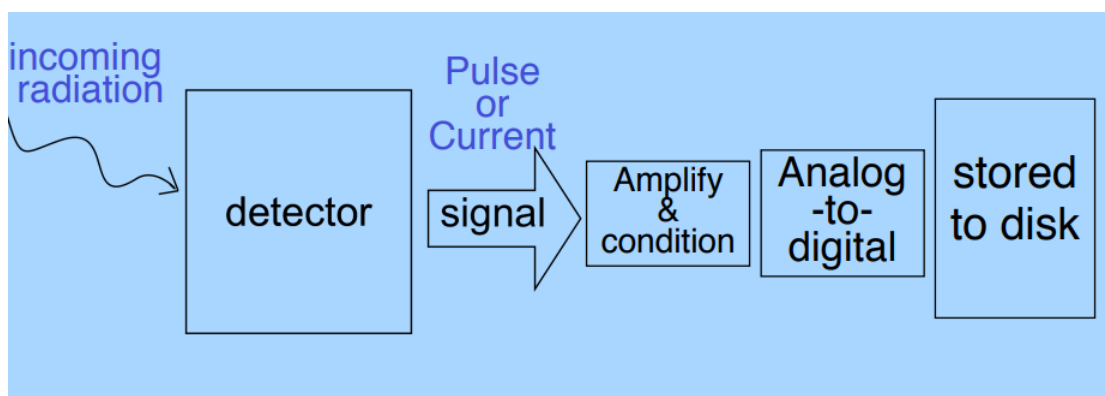 incoming
radiation
detector
Pulse
or
Current
signal
Amplify
&
condition
Analog
-to-
digital
stored
to disk